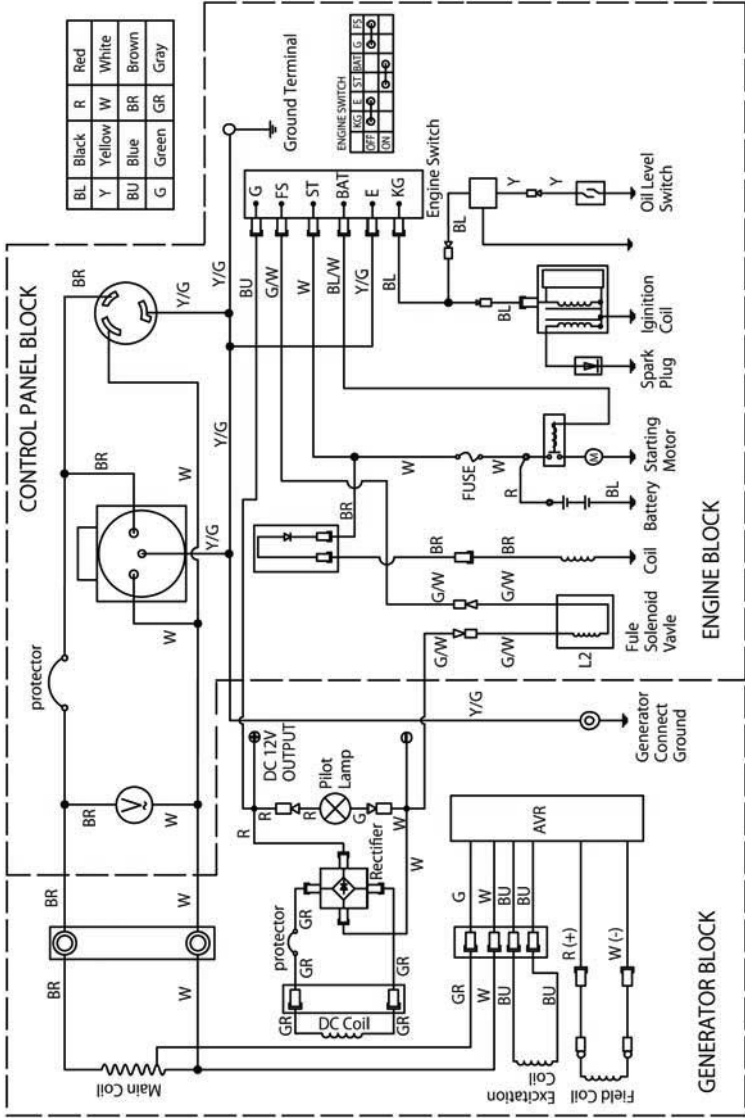 BL Black R Red
Y Yellow W White
BU Blue BR Brown
G Green GR Gray
CONTROL PANEL BLOCK
BR
Y/G
BR
W
Y/G
W
protector
BR
V~
W
BR
W
BR
W
Main Coil
Y/G
Y/G
Ground Terminal
ENGINE SWITCH
KG E ST BAT G FS
OFF
ON
G
FS
ST
BAT
E
KG
Engine Switch
BU
G/W
W
BL/W
Y/G
BL
BL
Y
Y
Oil Level
Switch
BL
Iginition
Coil
Spark
Plug
W
FUSE
W
M
Starting
Motor
R
BL
Battery
BR
BR
BR
Coil
G/W
G/W
G/W
G/W
L2
Fule
Solenoid
Vavle
ENGINE BLOCK
Y/G
Generator
Connect
Ground
DC 12V
OUTPUT
R
R
R
Pilot
Lamp
G
W
W
Rectifier
protector
GR
GR
GR
GR
GR
DC Coil
AVR
G
W
BU
BU
GR
W
BU
BU
Excitation
Coil
R (+)
W (-)
Field Coil
GENERATOR BLOCK